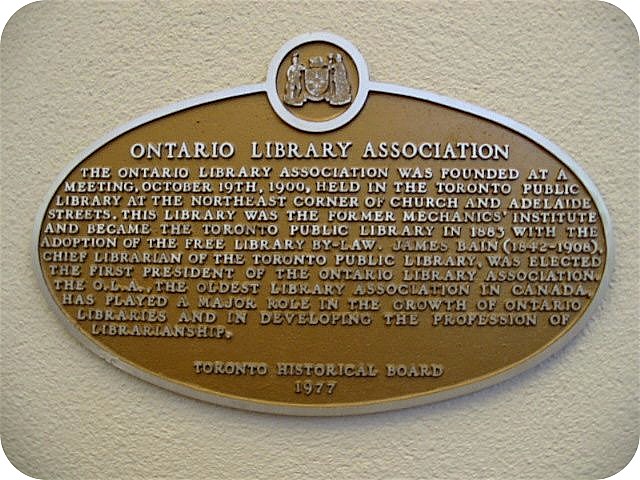 ONTARIO LIBRARY ASSOCIATION
THE ONTARIO LIBRARY ASSOCIATION WAS FOUNDED AT A
MEETING, OCTOBER 19TH, 1900, HELD IN THE TORONTO PUBLIC
LIBRARY AT THE NORTHEAST CORNER OF CHURCH AND ADELAIDE
STREETS. THIS LIBRARY WAS THE FORMER MECHANICS' INSTITUTE
AND BECAME THE TORONTO PUBLIC LIBRARY IN 1883 WITH THE
ADOPTION OF THE FREE LIBRARY BY-LAW. JAMES BAIN (1842-1908),
CHIEF LIBRARIAN OF THE TORONTO PUBLIC LIBRARY, WAS ELECTED
THE FIRST PRESIDENT OF THE ONTARIO LIBRARY ASSOCIATION.
THE O.L.A., THE OLDEST LIBRARY ASSOCIATION IN CANADA,
HAS PLAYED A MAJOR ROLE IN THE GROWTH OF ONTARIO
LIBRARIES AND IN DEVELOPING THE PROFESSION OF
LIBRARIANSHIP.
TORONTO HISTORICAL BOARD
1977